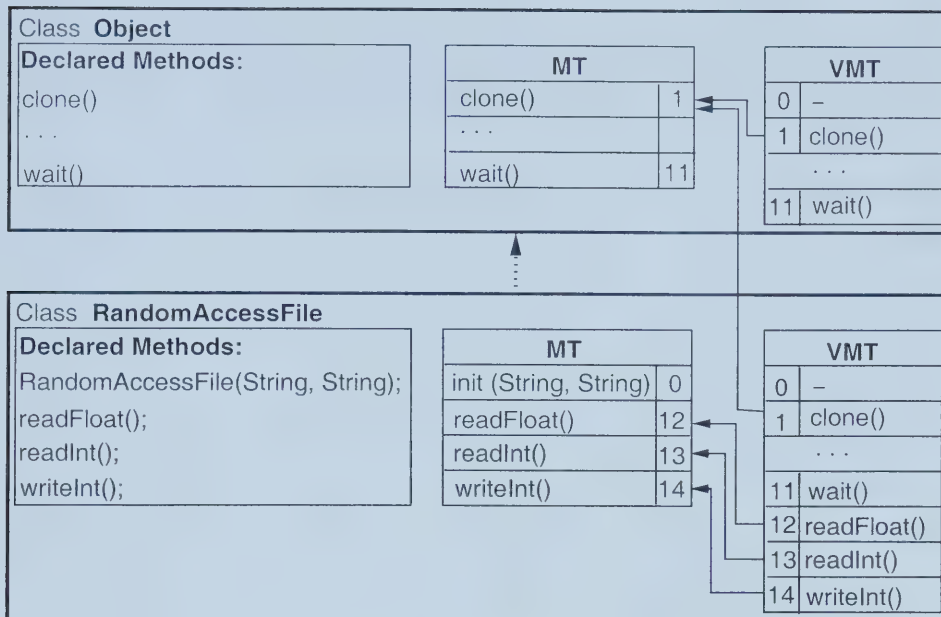 Class Object
Declared Methods:
clone()
. . .
wait()
MT
clone() 1
. . .
wait() 11
VMT
0 –
1 clone()
. . .
11 wait()
Class RandomAccessFile
Declared Methods:
RandomAccessFile(String, String);
readFloat();
readInt();
writeInt();
MT
init (String, String) 0
readFloat() 12
readInt() 13
writeInt() 14
VMT
0 –
1 clone()
. . .
11 wait()
12 readFloat()
13 readInt()
14 writeInt()